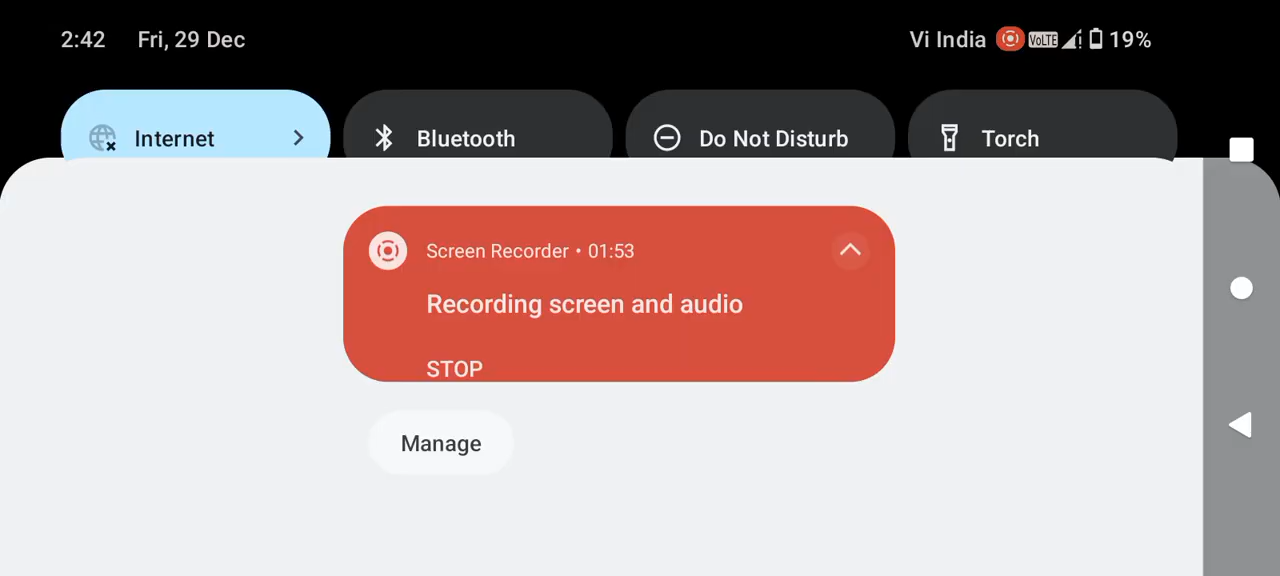 2:42 Fri, 29 Dec Vi India VoLTE 19%
Internet Bluetooth Do Not Disturb Torch
Screen Recorder • 01:53
Recording screen and audio
STOP
Manage